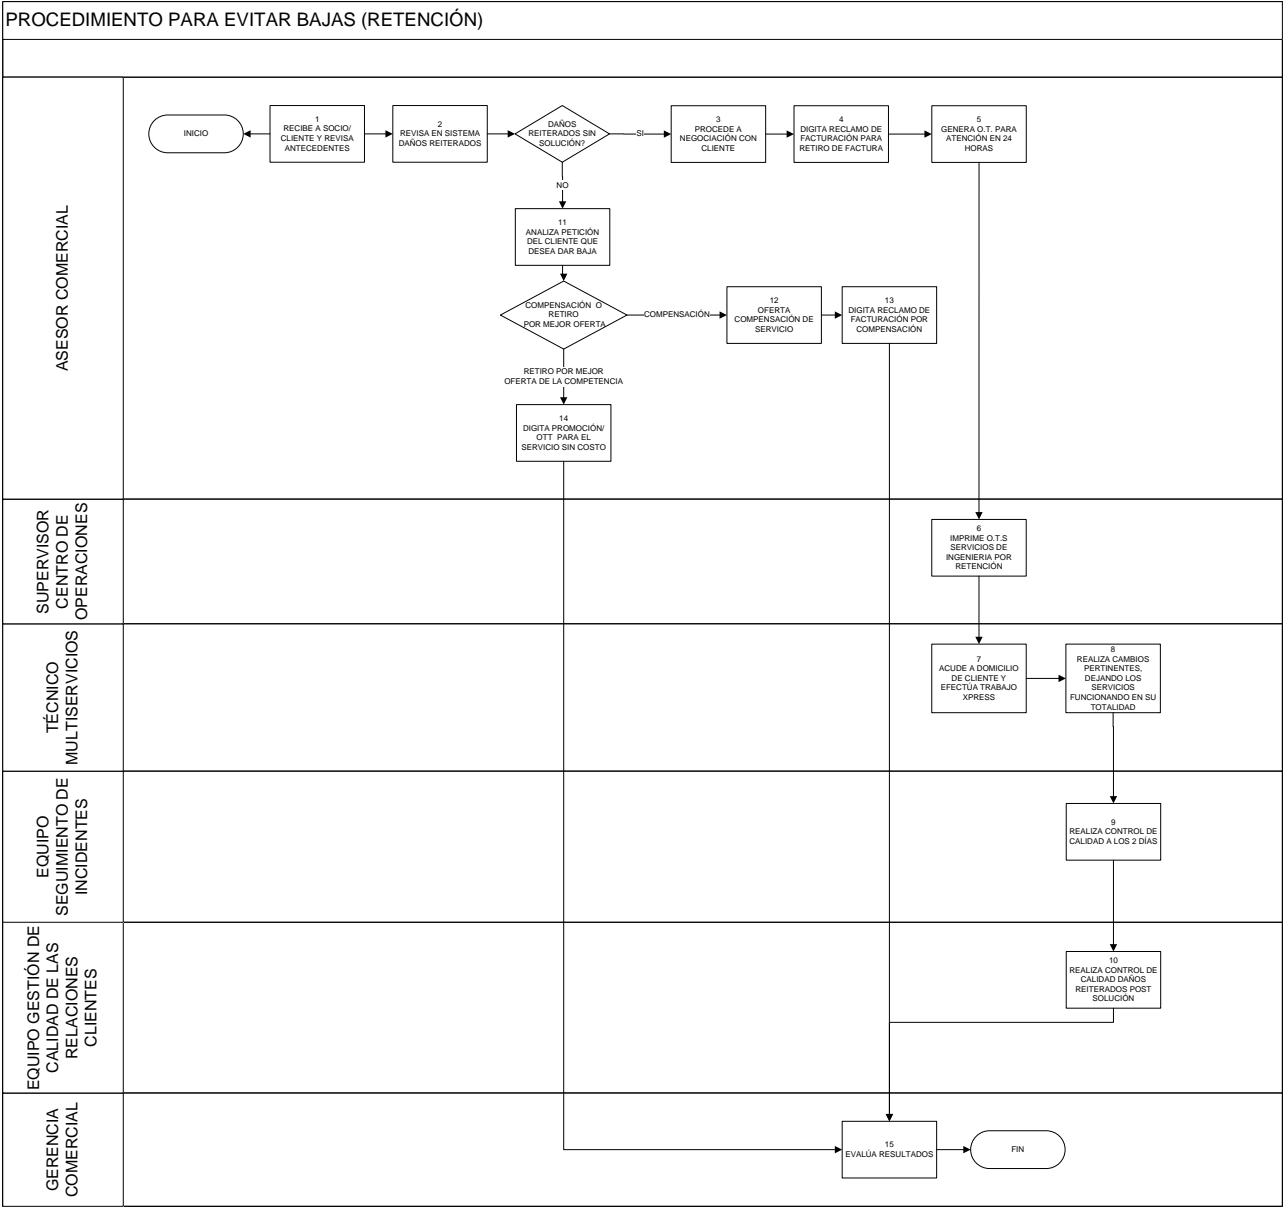 PROCEDIMIENTO PARA EVITAR BAJAS (RETENCIÓN)
ASESOR COMERCIAL
INICIO
1
RECIBE A SOCIO/
CLIENTE Y REVISA
ANTECEDENTES
2
REVISA EN SISTEMA
DAÑOS REITERADOS
DAÑOS
REITERADOS SIN
SOLUCIÓN?
SI
3
PROCEDE A
NEGOCIACIÓN CON
CLIENTE
4
DIGITA RECLAMO DE
FACTURACIÓN PARA
RETIRO DE FACTURA
5
GENERA O.T. PARA
ATENCIÓN EN 24
HORAS
NO
11
ANALIZA PETICIÓN
DEL CLIENTE QUE
DESEA DAR BAJA
COMPENSACIÓN O
RETIRO
POR MEJOR OFERTA
COMPENSACIÓN
12
OFERTA
COMPENSACIÓN DE
SERVICIO
13
DIGITA RECLAMO DE
FACTURACIÓN POR
COMPENSACIÓN
RETIRO POR MEJOR
OFERTA DE LA COMPETENCIA
14
DIGITA PROMOCIÓN/
OTT PARA EL
SERVICIO SIN COSTO
SUPERVISOR
CENTRO DE
OPERACIONES
6
IMPRIME O.T.S
SERVICIOS DE
INGENIERIA POR
RETENCIÓN
TÉCNICO
MULTISERVICIOS
7
ACUDE A DOMICILIO
DE CLIENTE Y
EFECTÚA TRABAJO
XPRESS
8
REALIZA CAMBIOS
PERTINENTES,
DEJANDO LOS
SERVICIOS
FUNCIONANDO EN SU
TOTALIDAD
EQUIPO
SEGUIMIENTO DE
INCIDENTES
9
REALIZA CONTROL DE
CALIDAD A LOS 2 DÍAS
EQUIPO GESTIÓN DE
CALIDAD DE LAS
RELACIONES
CLIENTES
10
REALIZA CONTROL DE
CALIDAD DAÑOS
REITERADOS POST
SOLUCIÓN
GERENCIA
COMERCIAL
15
EVALÚA RESULTADOS
FIN